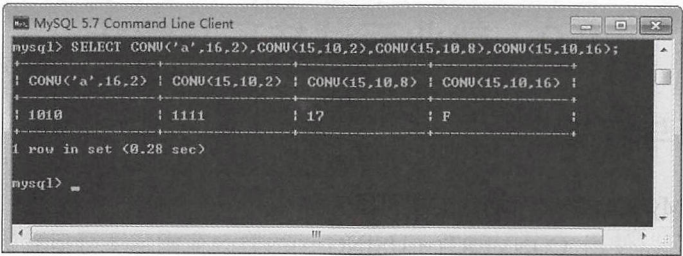 MySQL 5.7 Command Line Client
mysql> SELECT CONV('a',16,2),CONV(15,10,2),CONV(15,10,8),CONV(15,10,16);
+----------------+---------------+---------------+----------------+
| CONV('a',16,2) | CONV(15,10,2) | CONV(15,10,8) | CONV(15,10,16) |
+----------------+---------------+---------------+----------------+
| 1010 | 1111 | 17 | F |
+----------------+---------------+---------------+----------------+
1 row in set (0.28 sec)
mysql> _